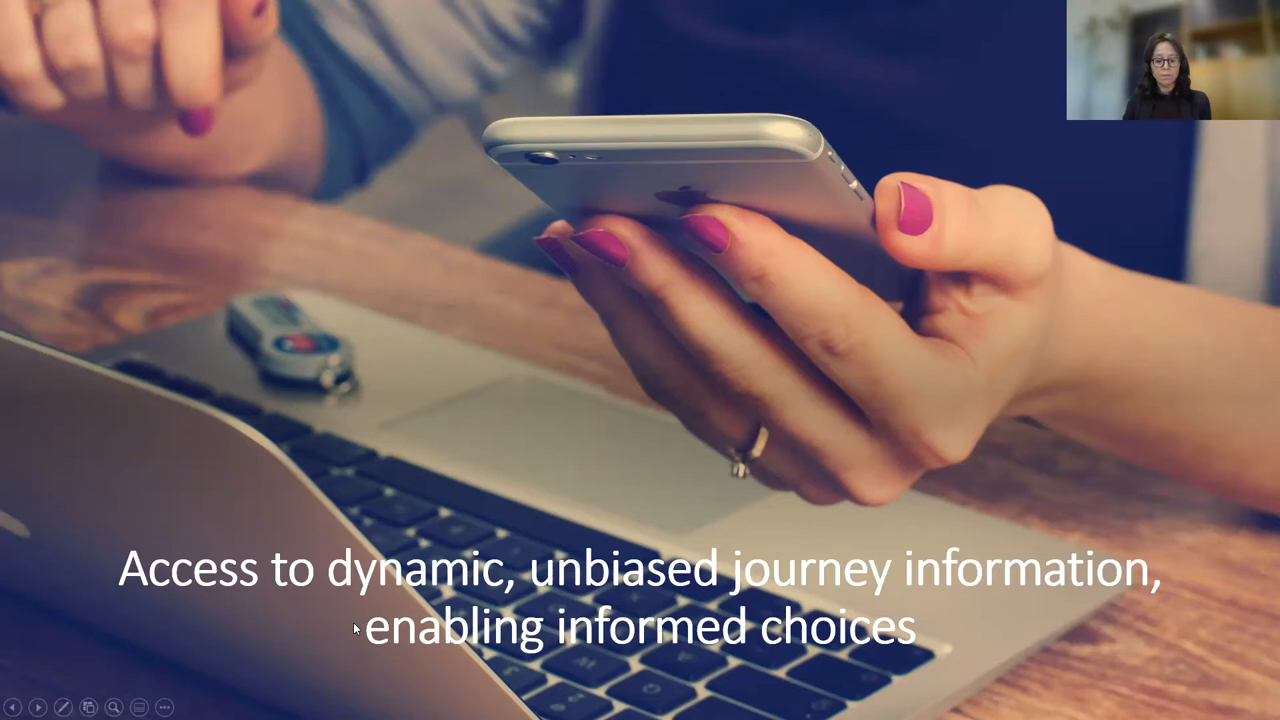 Access to dynamic, unbiased journey information,
enabling informed choices